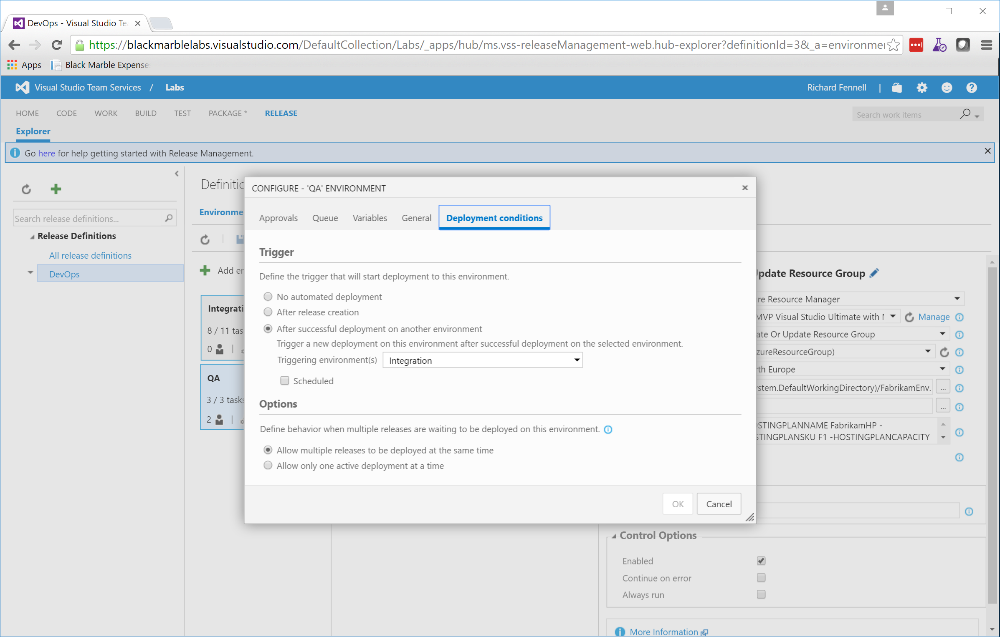 DevOps - Visual Studio Te
https://blackmarblelabs.visualstudio.com/DefaultCollection/Labs/_apps/hub/ms.vss-releaseManagement-web.hub-explorer?definitionId=3&_a=environmer
Apps Black Marble Expense
Visual Studio Team Services / Labs Richard Fennell |
HOME CODE WORK BUILD TEST PACKAGE * RELEASE Search work items
Explorer
Go here for help getting started with Release Management.
Search release definitions...
Release Definitions
All release definitions
DevOps
Definitio
Environme
Add er
Integrati
8 / 11 tas
0 |
QA
3 / 3 tasks
2 |
CONFIGURE - 'QA' ENVIRONMENT
Approvals Queue Variables General Deployment conditions
Trigger
Define the trigger that will start deployment to this environment.
No automated deployment
After release creation
After successful deployment on another environment
Trigger a new deployment on this environment after successful deployment on the selected environment.
Triggering environment(s) Integration
Scheduled
Options
Define behavior when multiple releases are waiting to be deployed on this environment.
Allow multiple releases to be deployed at the same time
Allow only one active deployment at a time
OK Cancel
pdate Resource Group
re Resource Manager
MVP Visual Studio Ultimate with M Manage
ate Or Update Resource Group
zureResourceGroup)
rth Europe
ystem.DefaultWorkingDirectory)/FabrikamEnv. ...
...
OSTINGPLANNAME FabrikamHP -
STINGPLANSKU F1 -HOSTINGPLANCAPACITY
Control Options
Enabled
Continue on error
Always run
More Information